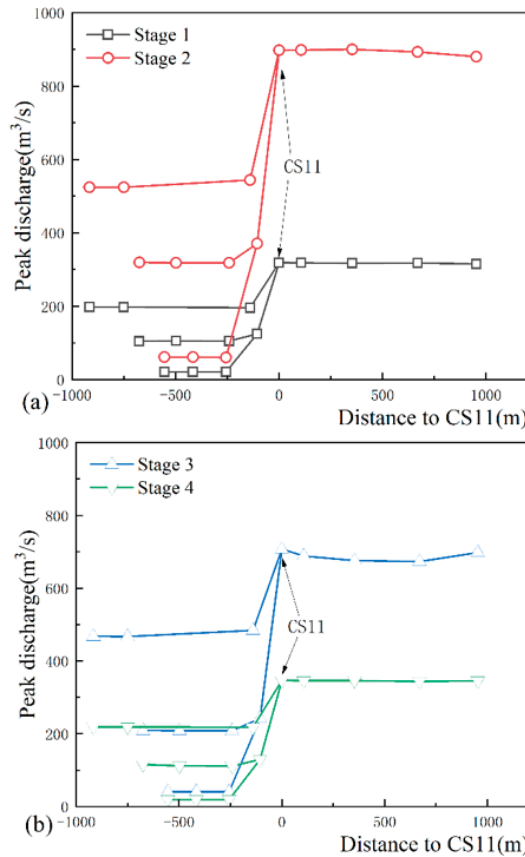 1000
Stage 1
Stage 2
800
600
CS11
400
200
0
Peak discharge(m³/s)
(a)
-1000 -500 0 500 1000
Distance to CS11(m)
1000
Stage 3
Stage 4
800
600
CS11
400
200
0
Peak discharge(m³/s)
(b)
-1000 -500 0 500 1000
Distance to CS11(m)